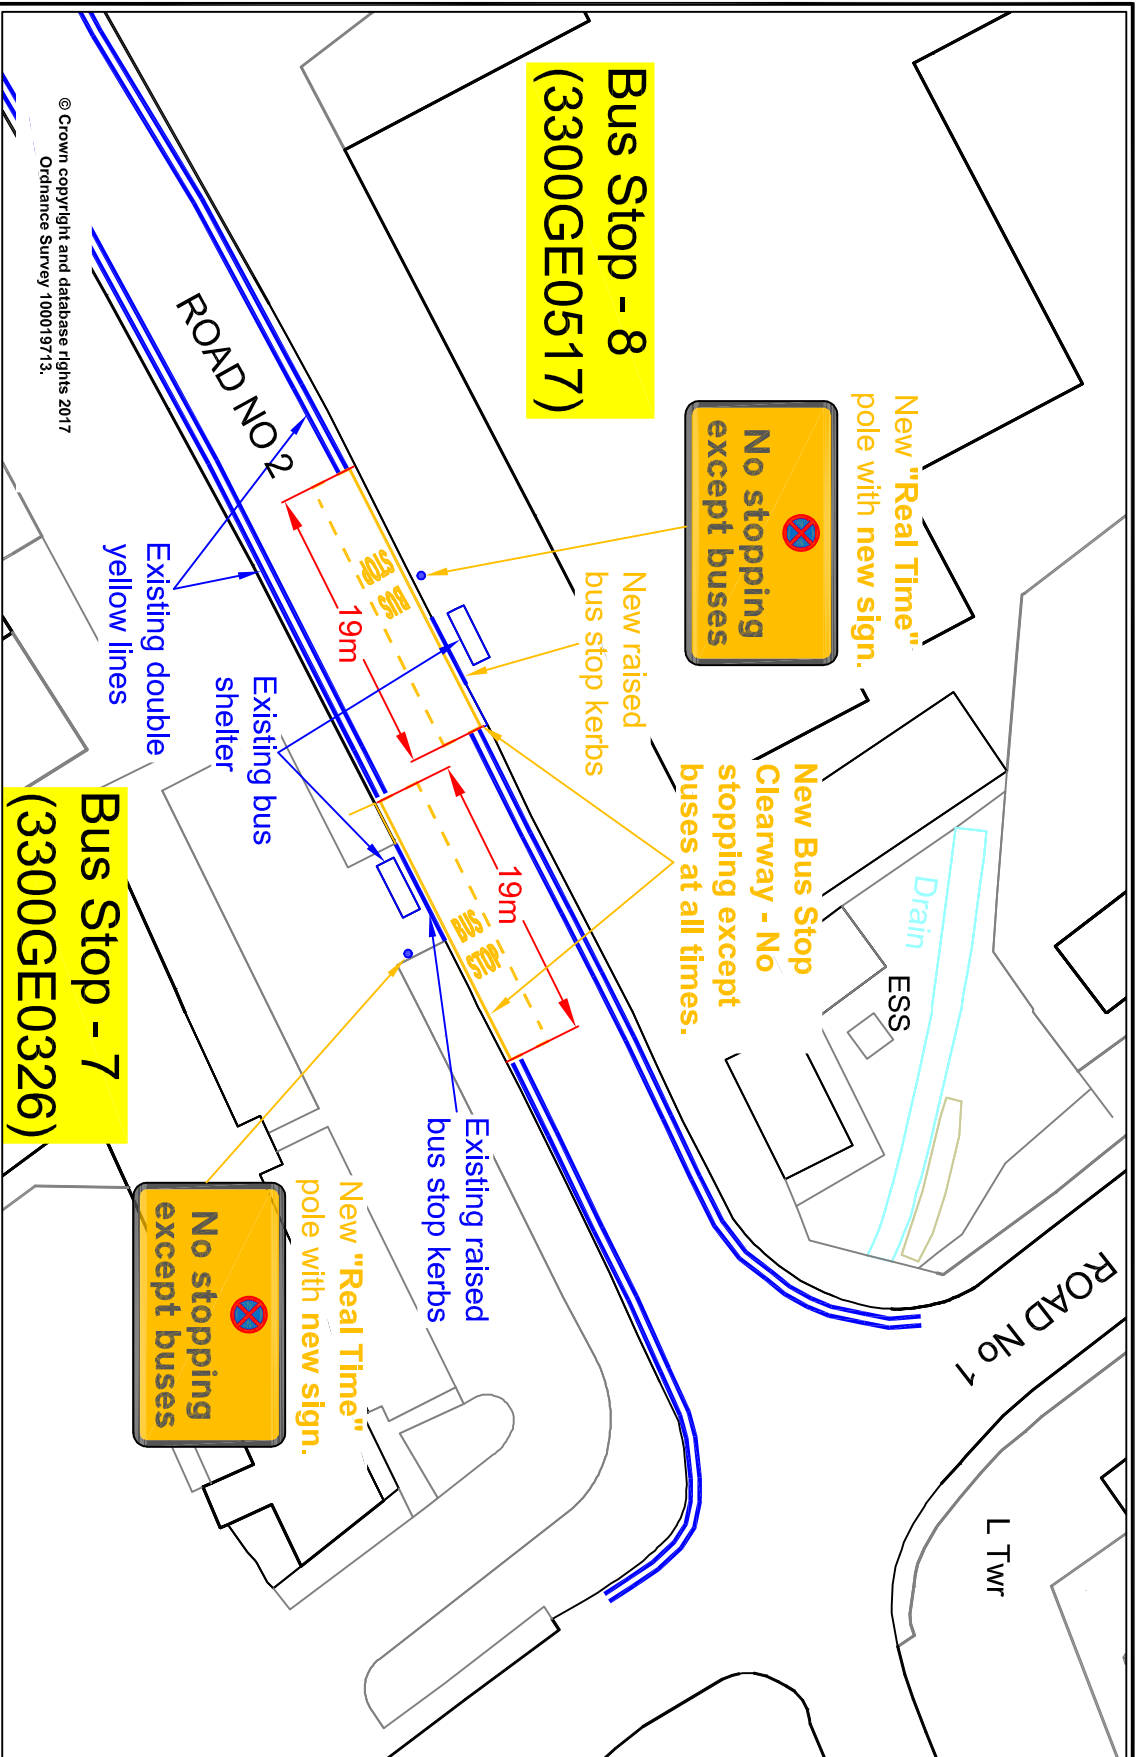 Bus Stop - 8
(3300GE0517)
New "Real Time"
pole with new sign.
No stopping
except buses
New raised
bus stop kerbs
New Bus Stop
Clearway - No
stopping except
buses at all times.
Drain
ESS
ROAD No 1
L Twr
ROAD NO 2
BUS
STOP
19m
19m
BUS
STOP
Existing double
yellow lines
Existing bus
shelter
Existing raised
bus stop kerbs
New "Real Time"
pole with new sign.
No stopping
except buses
Bus Stop - 7
(3300GE0326)
© Crown copyright and database rights 2017
Ordnance Survey 100019713.